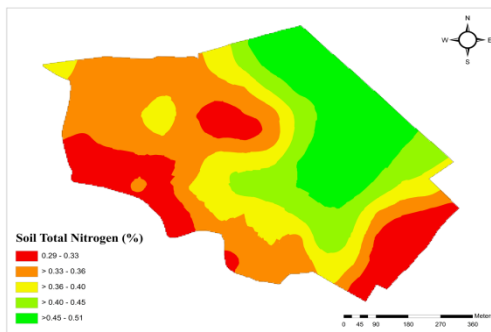 N
W E
S
Soil Total Nitrogen (%)
0.29 - 0.33
> 0.33 - 0.36
> 0.36 - 0.40
> 0.40 - 0.45
>0.45 - 0.51
Meters
0 45 90 180 270 360